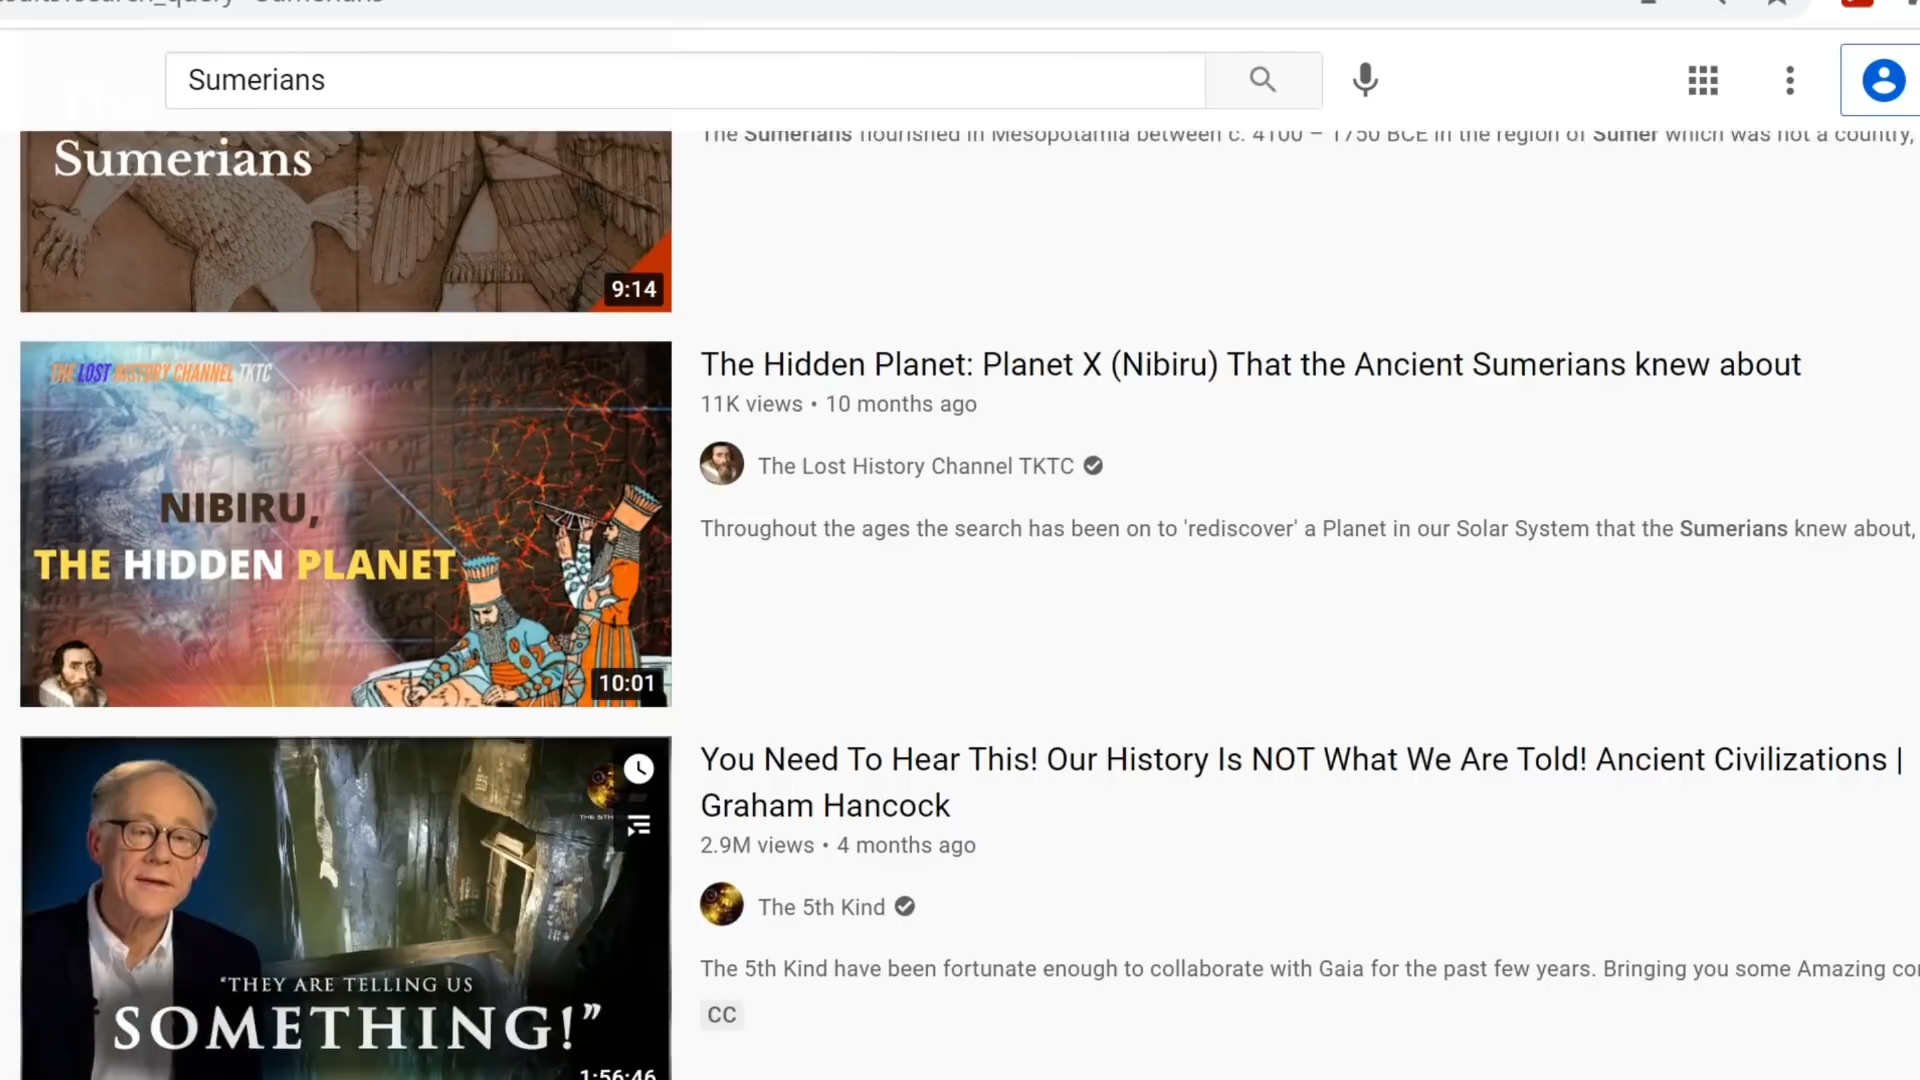 Sumerians
Sumerians
9:14
The Sumerians flourished in Mesopotamia between c. 4100 – 1750 BCE in the region of Sumer which was not a country,
THE LOST HISTORY CHANNEL TKTC
NIBIRU,
THE HIDDEN PLANET
10:01
The Hidden Planet: Planet X (Nibiru) That the Ancient Sumerians knew about
11K views • 10 months ago
The Lost History Channel TKTC
Throughout the ages the search has been on to 'rediscover' a Planet in our Solar System that the Sumerians knew about,
"THEY ARE TELLING US
SOMETHING!"
1:56:46
You Need To Hear This! Our History Is NOT What We Are Told! Ancient Civilizations |
Graham Hancock
2.9M views • 4 months ago
The 5th Kind
The 5th Kind have been fortunate enough to collaborate with Gaia for the past few years. Bringing you some Amazing
CC